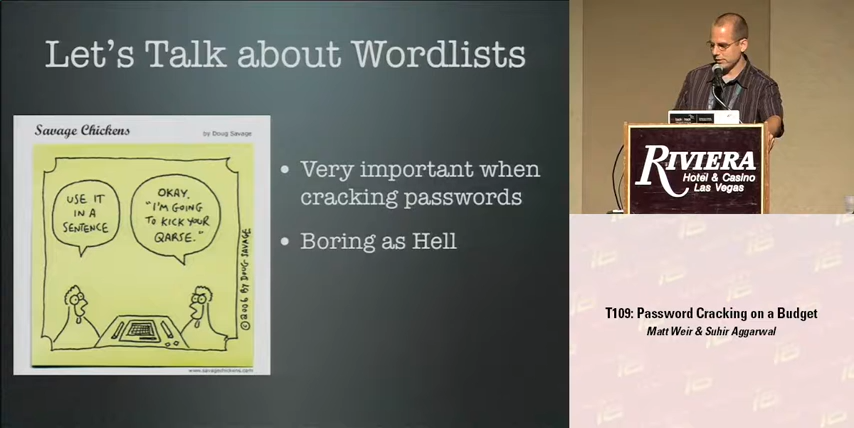 Let's Talk about Wordlists
Savage Chickens
by Doug Savage
USE IT
IN A
SENTENCE
OKAY.
"I'M GOING
TO KICK YOUR
QARSE."
©2006 BY DOUG SAVAGE
www.savagechickens.com
• Very important when
cracking passwords
• Boring as Hell
RIVIERA
Hotel & Casino
Las Vegas
T109: Password Cracking on a Budget
Matt Weir & Suhir Aggarwal